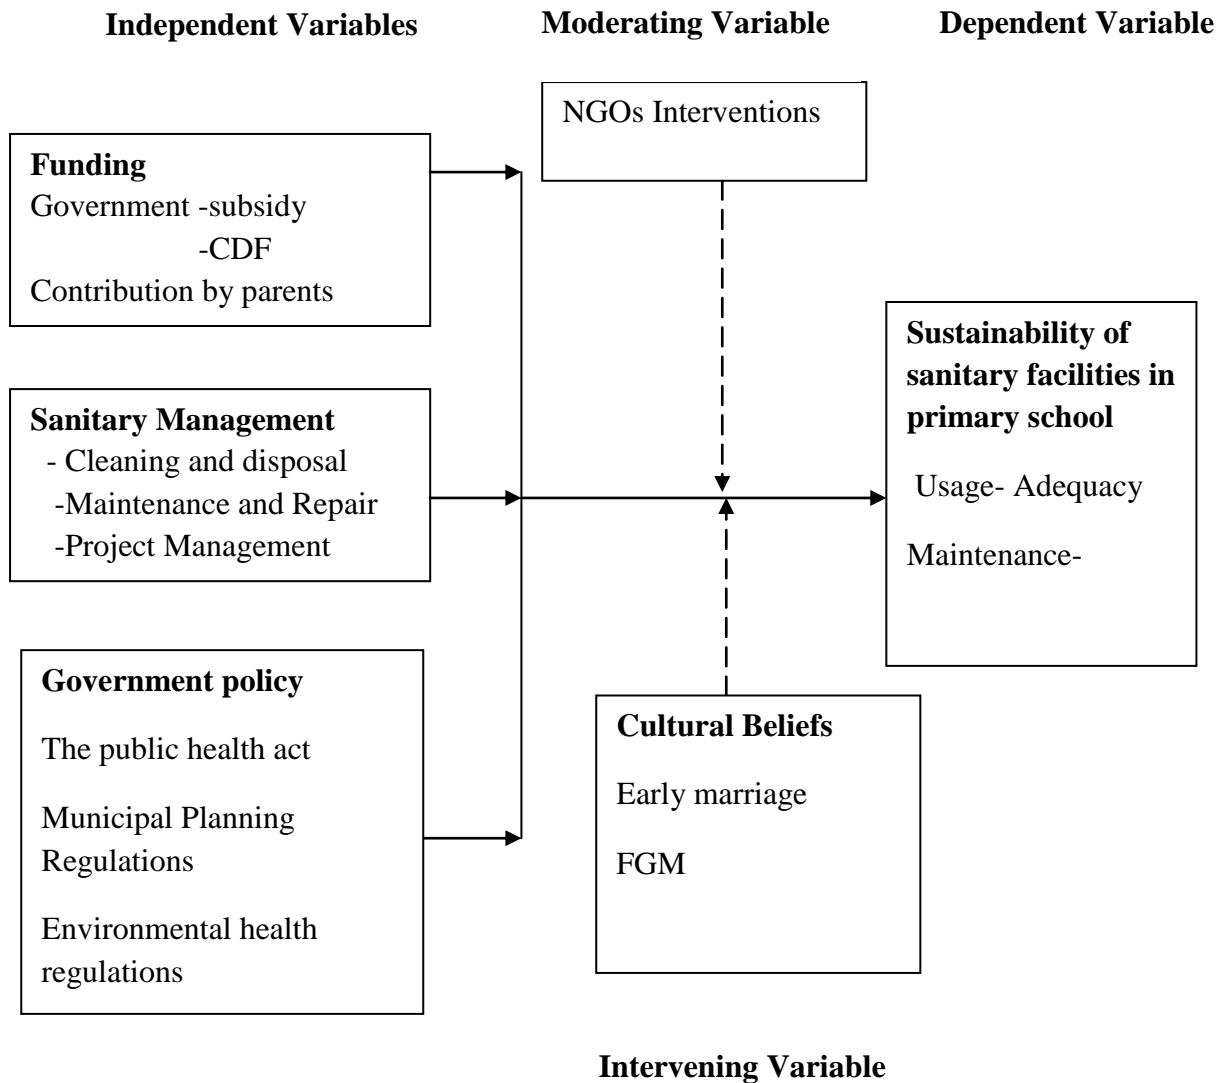 Independent Variables
Moderating Variable
Dependent Variable
NGOs Interventions
Funding
Government -subsidy
-CDF
Contribution by parents
Sanitary Management
- Cleaning and disposal
-Maintenance and Repair
-Project Management
Government policy
The public health act
Municipal Planning
Regulations
Environmental health
regulations
Sustainability of
sanitary facilities in
primary school
Usage- Adequacy
Maintenance-
Cultural Beliefs
Early marriage
FGM
Intervening Variable